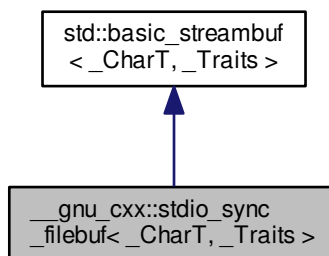 std::basic_streambuf
< _CharT, _Traits >
__gnu_cxx::stdio_sync
_filebuf< _CharT, _Traits >